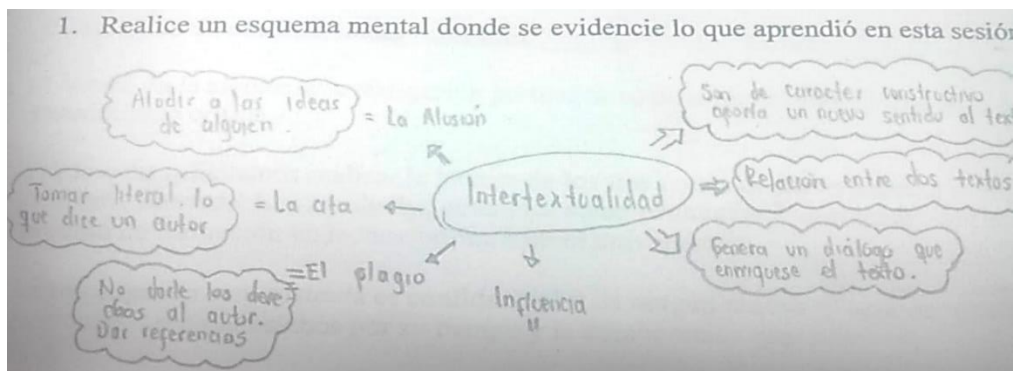 1. Realice un esquema mental donde se evidencie lo que aprendió en esta sesión
Aludir a las ideas
de alguien.
= La Alusión
Son de caracter constructivo
aporta un nuevo sentido al text
Tomar literal lo
que dice un autor
= La cita
Intertextualidad
Relación entre dos textos
Genera un diálogo que
enriquese el texto.
=El plagio
No darle los dere
chos al autor.
Dar referencias
Influencia